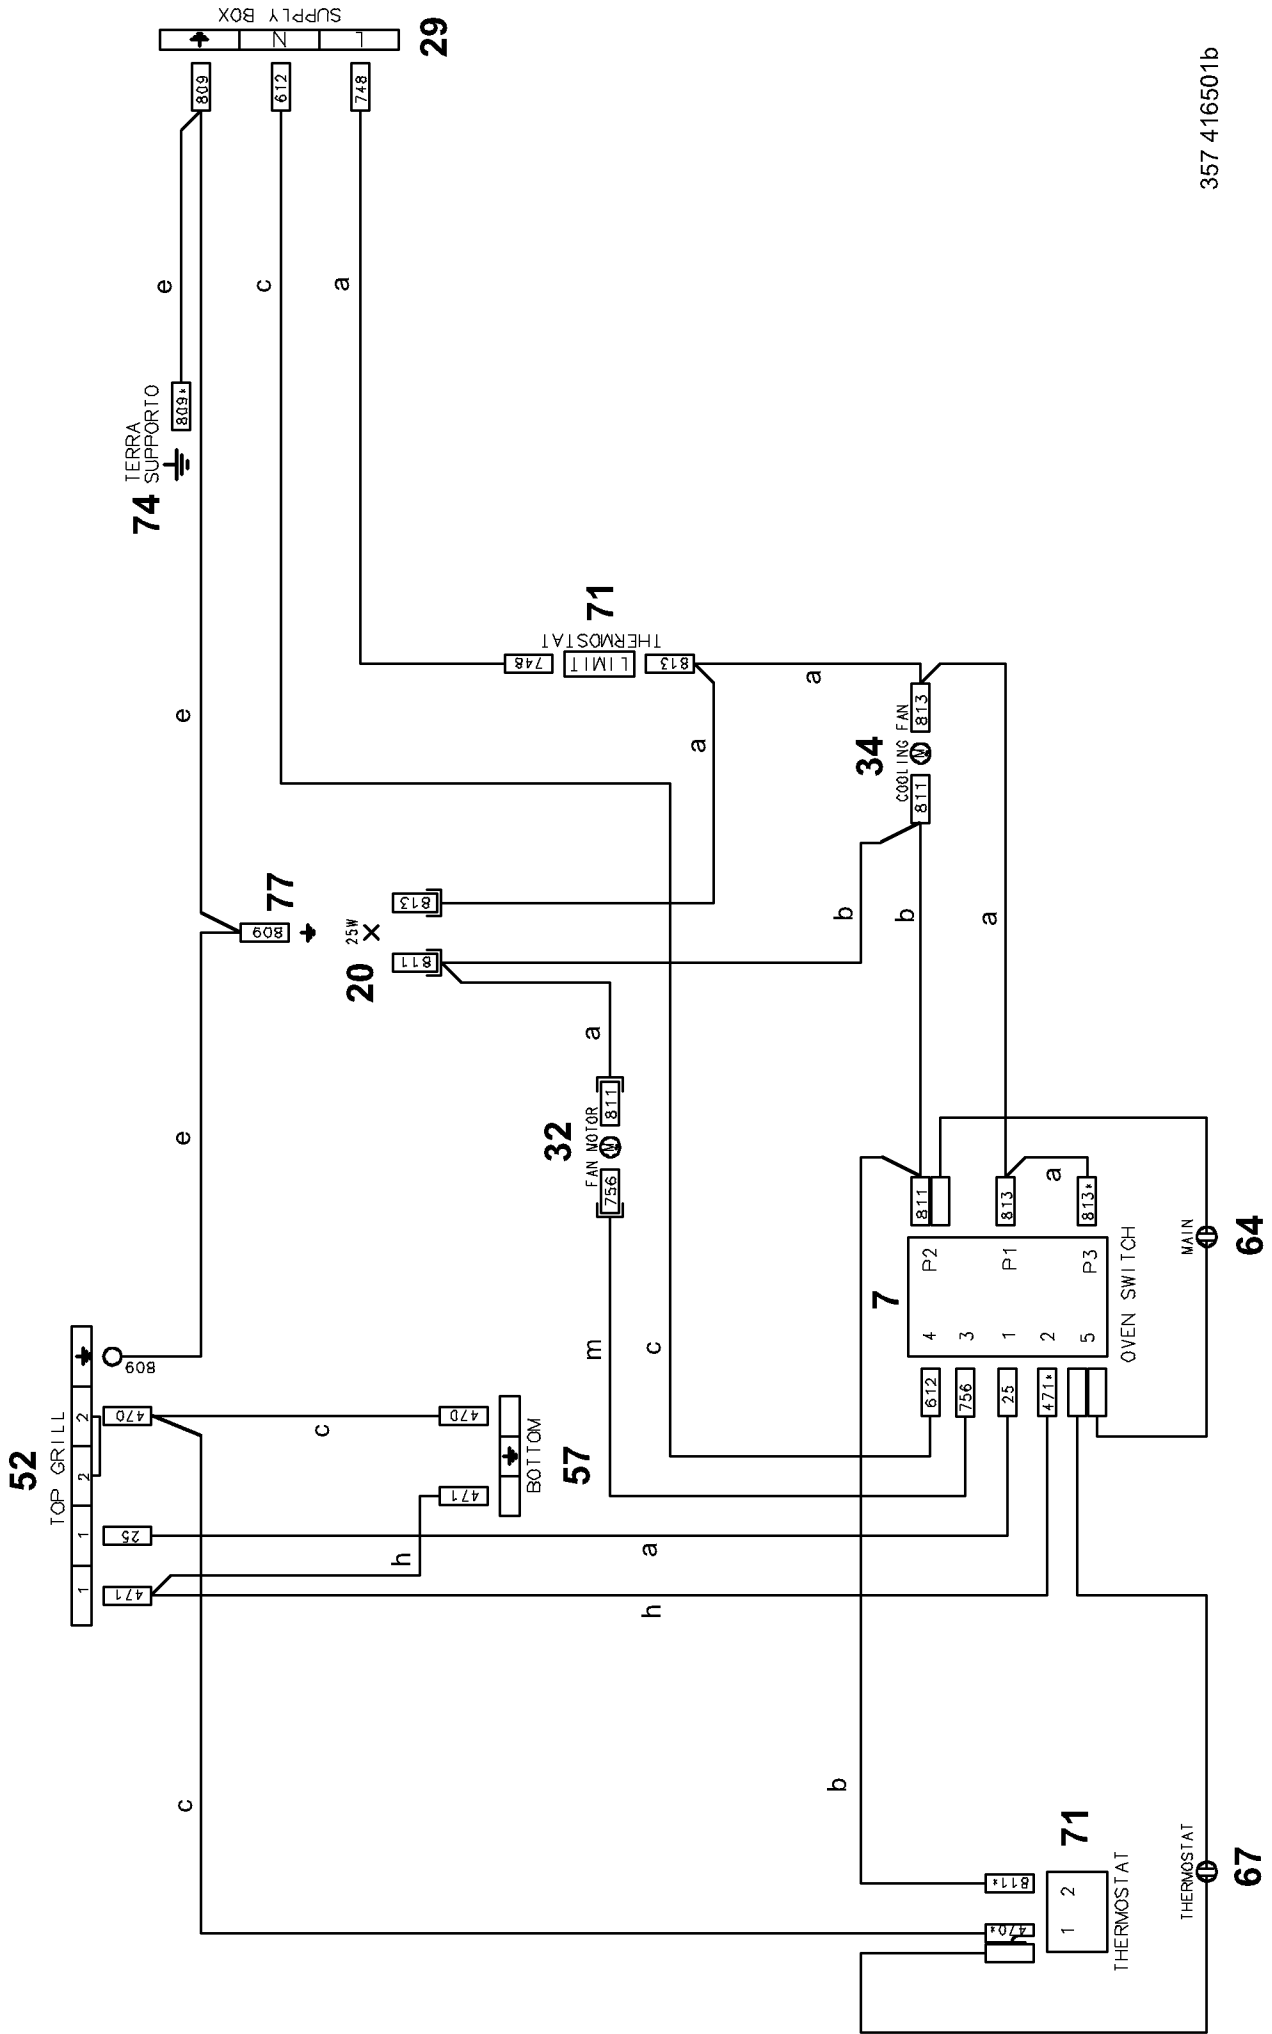 SUPPLY BOX
L
N
29
809
612
748
357 416501b
e
c
a
TERRA
SUPPORTO
809*
74
71
THERMOSTAT
748
LIMIT
813
e
a
a
34
COOLING FAN
813
M
811
77
809
25W
20
813
811
b
b
a
a
32
FAN MOTOR
811
M
756
e
811
813
813*
a
7
P2
P1
P3
4
3
1
2
5
OVEN SWITCH
MAIN
64
612
756
25
471*
m
c
52
TOP GRILL
2
2
1
1
809
470
25
471
c
h
470
471
BOTTOM
57
a
h
c
b
811*
470*
1
2
THERMOSTAT
71
THERMOSTAT
67